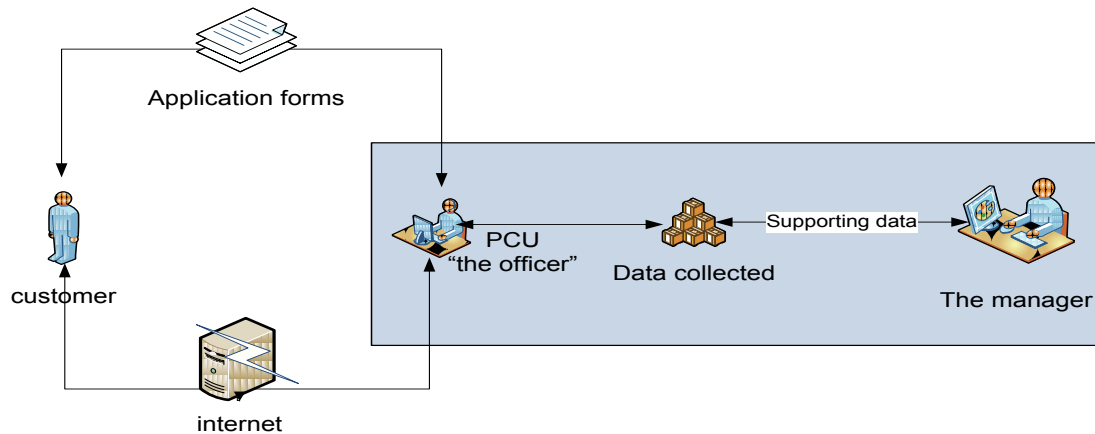 Application forms
customer
PCU
“the officer”
Data collected
Supporting data
The manager
internet